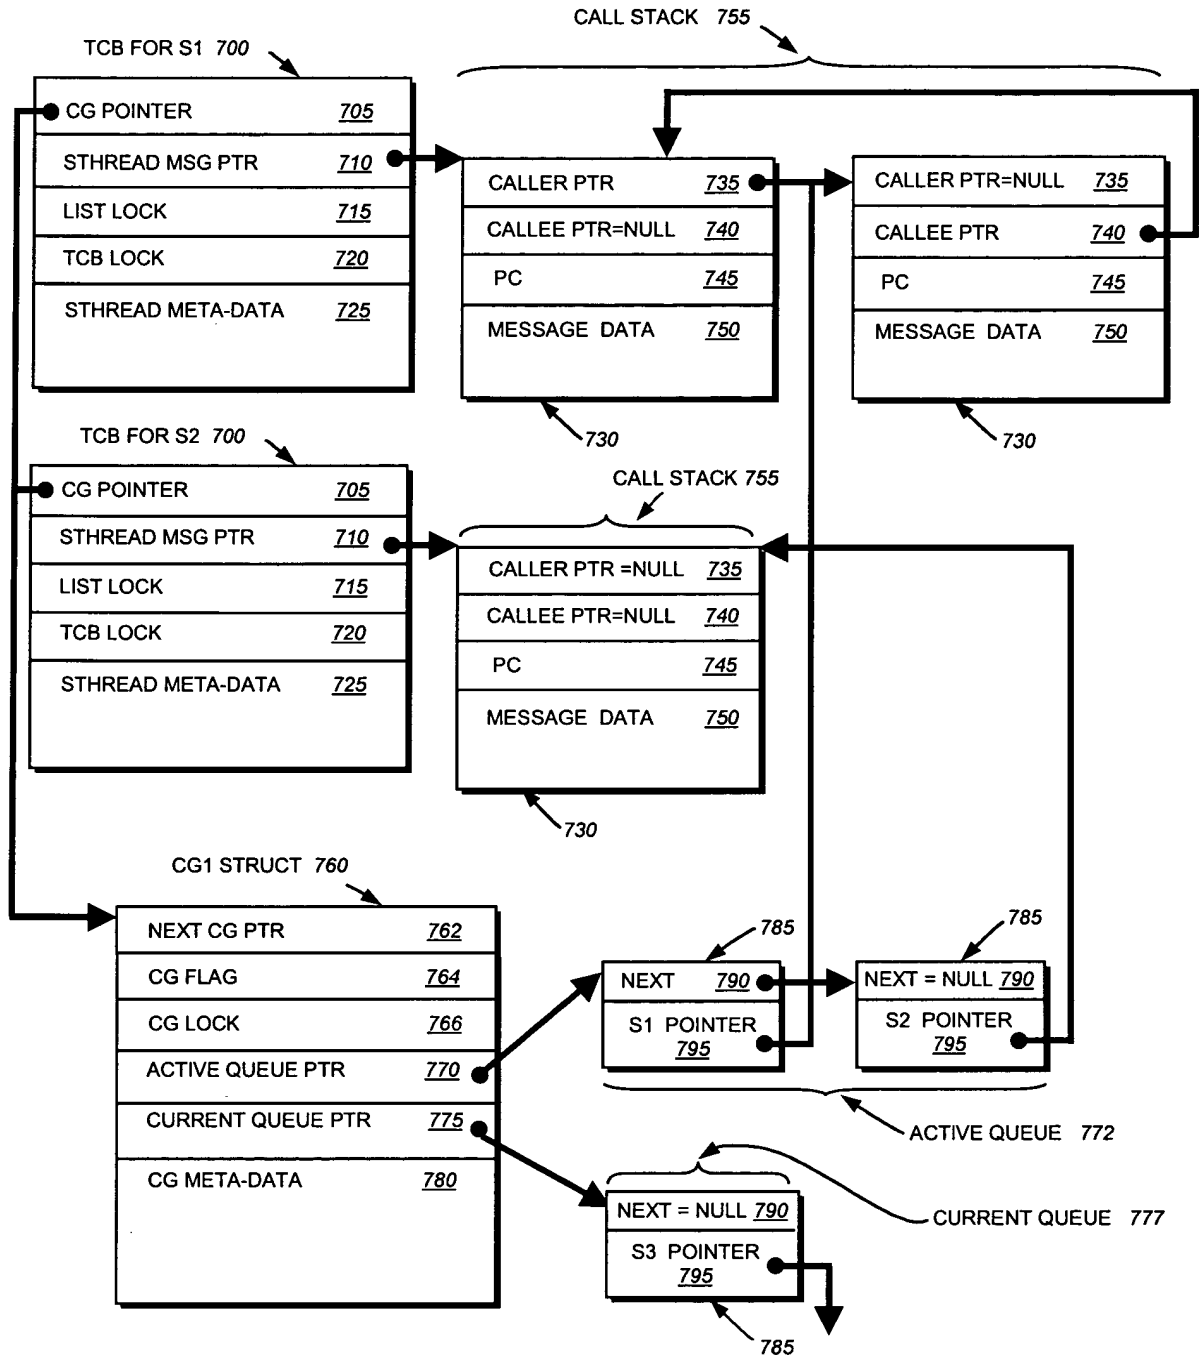 CALL STACK 755
TCB FOR S1 700
CG POINTER 705
STHREAD MSG PTR 710
LIST LOCK 715
TCB LOCK 720
STHREAD META-DATA 725
CALLER PTR 735
CALLEE PTR=NULL 740
PC 745
MESSAGE DATA 750
730
CALLER PTR=NULL 735
CALLEE PTR 740
PC 745
MESSAGE DATA 750
730
TCB FOR S2 700
CG POINTER 705
STHREAD MSG PTR 710
LIST LOCK 715
TCB LOCK 720
STHREAD META-DATA 725
CALL STACK 755
CALLER PTR =NULL 735
CALLEE PTR=NULL 740
PC 745
MESSAGE DATA 750
730
CG1 STRUCT 760
NEXT CG PTR 762
CG FLAG 764
CG LOCK 766
ACTIVE QUEUE PTR 770
CURRENT QUEUE PTR 775
CG META-DATA 780
785
NEXT 790
S1 POINTER
795
785
NEXT = NULL 790
S2 POINTER
795
ACTIVE QUEUE 772
NEXT = NULL 790
S3 POINTER
795
CURRENT QUEUE 777
785